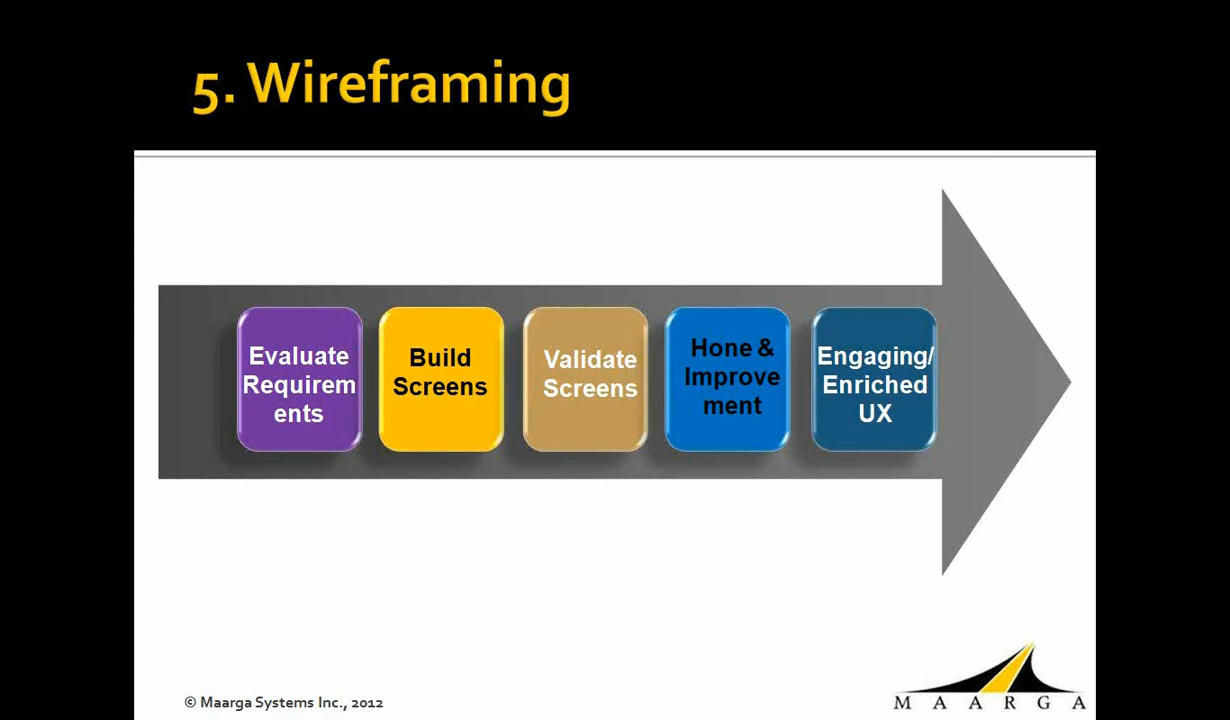 5. Wireframing
Evaluate
Requirem
ents
Build
Screens
Validate
Screens
Hone &
Improve
ment
Engaging/
Enriched
UX
© Maarga Systems Inc., 2012
MAARGA